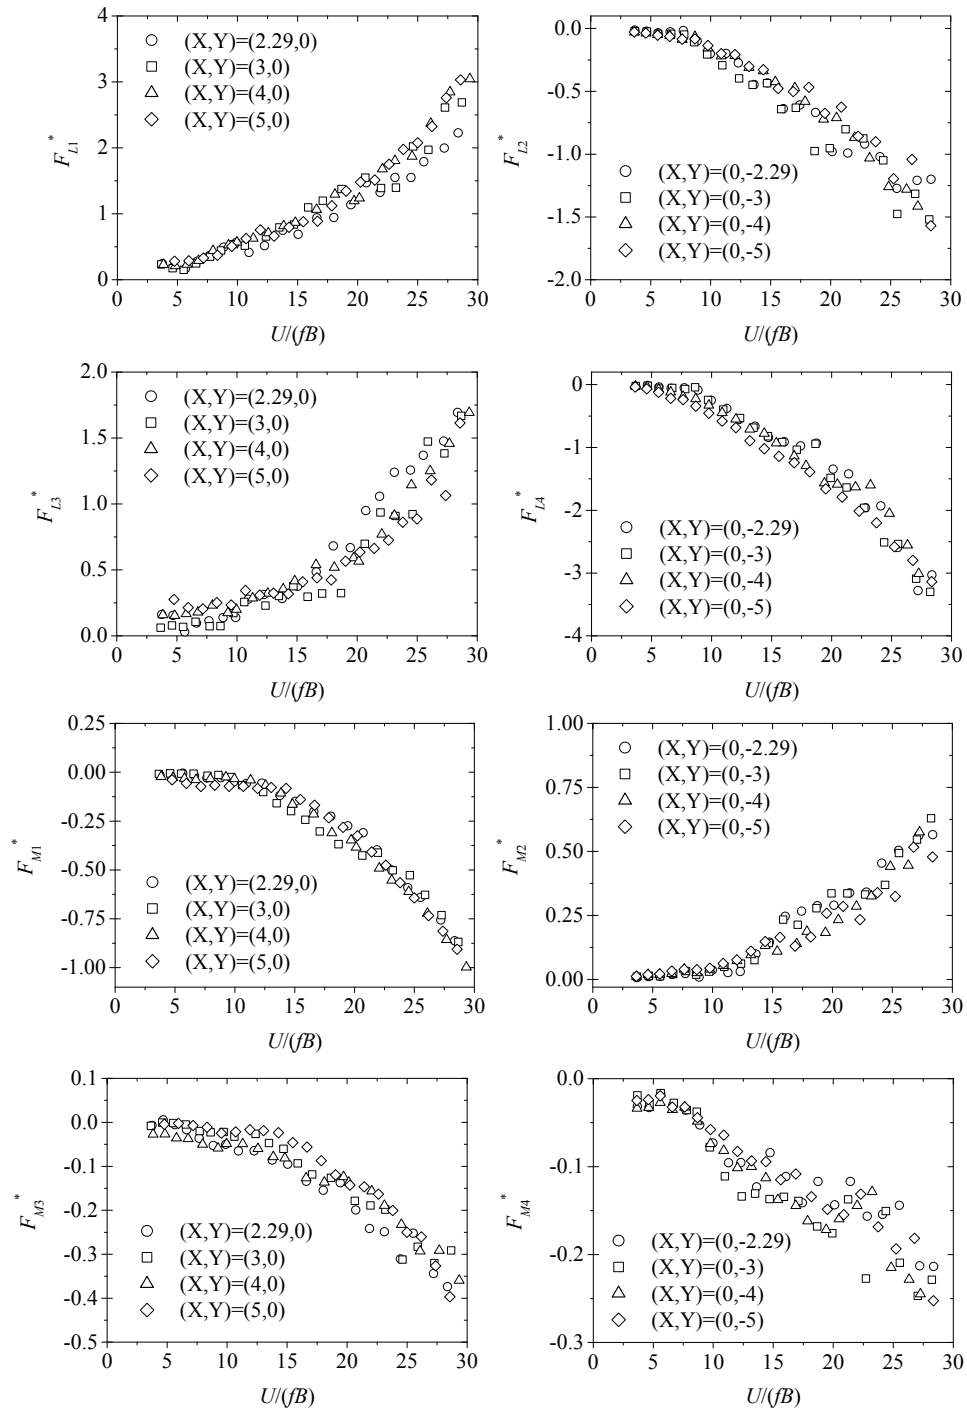 4
3
2
1
0
0
5
10
15
20
25
30
F_{L1}^*
U/(fB)
(X,Y)=(2.29,0)
(X,Y)=(3,0)
(X,Y)=(4,0)
(X,Y)=(5,0)
0.0
-0.5
-1.0
-1.5
-2.0
0
5
10
15
20
25
30
F_{L2}^*
U/(fB)
(X,Y)=(0,-2.29)
(X,Y)=(0,-3)
(X,Y)=(0,-4)
(X,Y)=(0,-5)
2.0
1.5
1.0
0.5
0.0
0
5
10
15
20
25
30
F_{L3}^*
U/(fB)
(X,Y)=(2.29,0)
(X,Y)=(3,0)
(X,Y)=(4,0)
(X,Y)=(5,0)
0
-1
-2
-3
-4
0
5
10
15
20
25
30
F_{L4}^*
U/(fB)
(X,Y)=(0,-2.29)
(X,Y)=(0,-3)
(X,Y)=(0,-4)
(X,Y)=(0,-5)
0.25
0.00
-0.25
-0.50
-0.75
-1.00
0
5
10
15
20
25
30
F_{M1}^*
U/(fB)
(X,Y)=(2.29,0)
(X,Y)=(3,0)
(X,Y)=(4,0)
(X,Y)=(5,0)
1.00
0.75
0.50
0.25
0.00
0
5
10
15
20
25
30
F_{M2}^*
U/(fB)
(X,Y)=(0,-2.29)
(X,Y)=(0,-3)
(X,Y)=(0,-4)
(X,Y)=(0,-5)
0.1
0.0
-0.1
-0.2
-0.3
-0.4
-0.5
0
5
10
15
20
25
30
F_{M3}^*
U/(fB)
(X,Y)=(2.29,0)
(X,Y)=(3,0)
(X,Y)=(4,0)
(X,Y)=(5,0)
0.0
-0.1
-0.2
-0.3
0
5
10
15
20
25
30
F_{M4}^*
U/(fB)
(X,Y)=(0,-2.29)
(X,Y)=(0,-3)
(X,Y)=(0,-4)
(X,Y)=(0,-5)